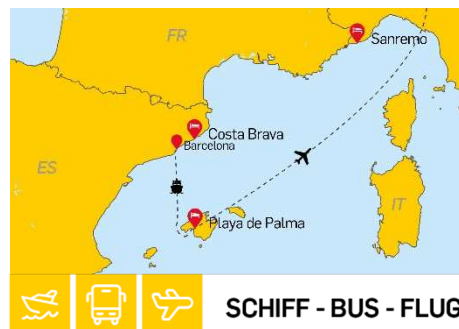 FR
Sanremo
Costa Brava
Barcelona
ES
Playa de Palma
IT
SCHIFF - BUS - FLUG